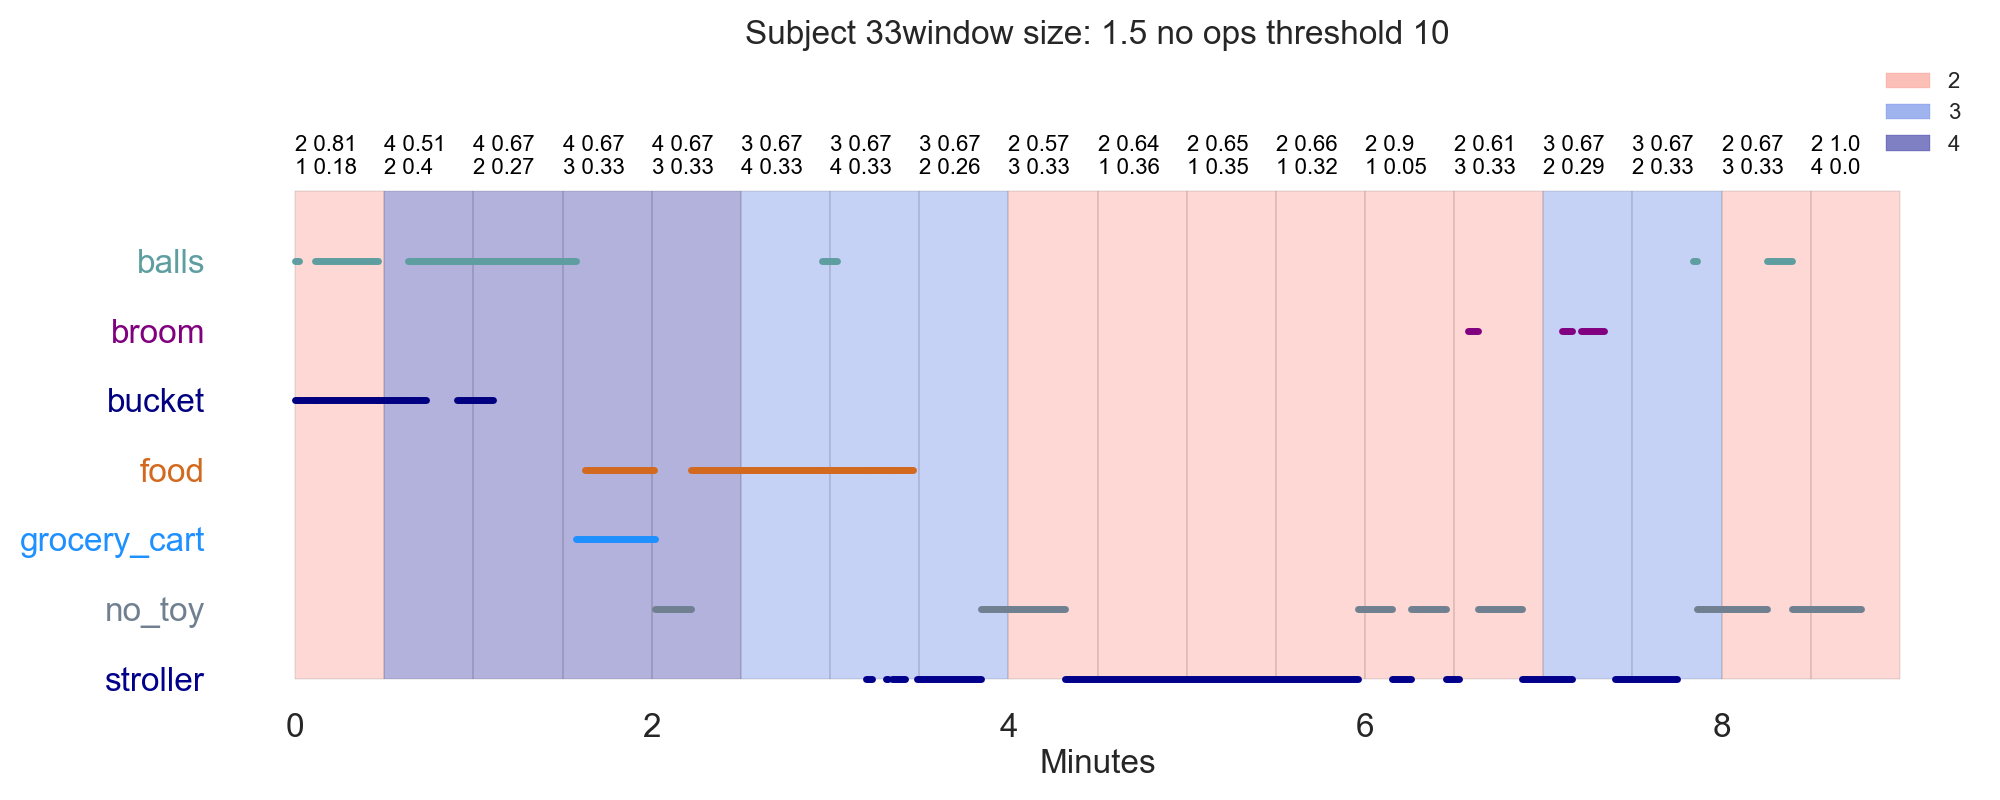 Subject 33window size: 1.5 no ops threshold 10
2
3
4
2 0.81 4 0.51 4 0.67 4 0.67 4 0.67 3 0.67 3 0.67 3 0.67 2 0.57 2 0.64 2 0.65 2 0.66 2 0.9 2 0.61 3 0.67 3 0.67 2 0.67 2 1.0
1 0.18 2 0.4 2 0.27 3 0.33 3 0.33 4 0.33 4 0.33 2 0.26 3 0.33 1 0.36 1 0.35 1 0.32 1 0.05 3 0.33 2 0.29 2 0.33 3 0.33 4 0.0
balls
broom
bucket
food
grocery_cart
no_toy
stroller
0 2 4 6 8
Minutes